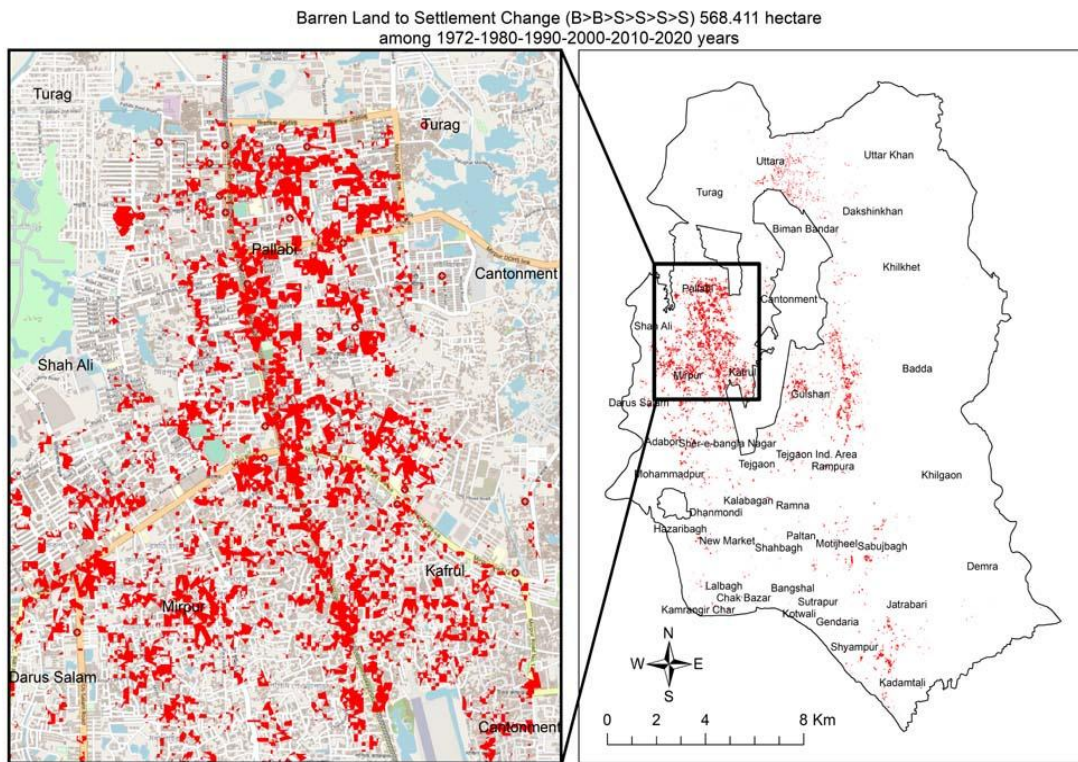 Barren Land to Settlement Change (B>B>S>S>S>S>S) 568.411 hectare
among 1972-1980-1990-2000-2010-2020 years
Turag
Turag
Pallabi
Cantonment
Shah Ali
Kafrul
Mirpur
Darus Salam
Cantonment
Uttara
Uttar Khan
Turag
Dakshinkhan
Biman Bandar
Khilkhet
Pallabi
Cantonment
Shah Ali
Badda
Mirpur
Kafrul
Gulshan
Darus Salam
Adabor
Sher-e-bangla Nagar
Tejgaon
Tejgaon Ind. Area
Rampura
Mohammadpur
Khilgaon
Kalabagan
Ramna
Dhanmondi
Hazaribagh
New Market
Paltan
Shahbagh
Motijheel
Sabujbagh
Demra
Lalbagh
Bangshal
Chak Bazar
Sutrapur
Jatrabari
Kamrangir Char
Kotwali
Gendaria
Shyampur
Kadamtali
N
W
E
S
0 2 4 8 Km